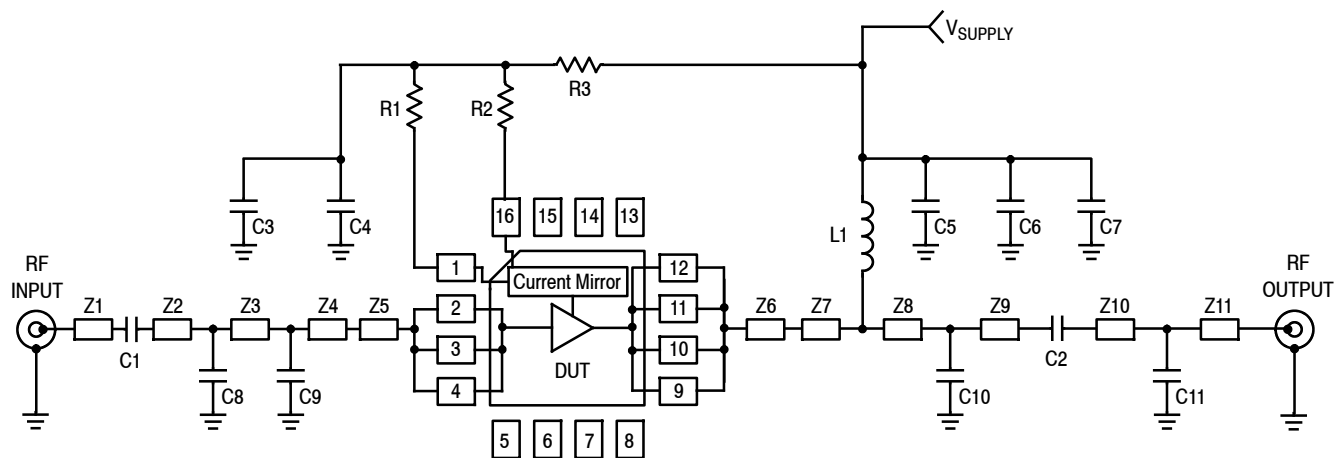 VSUPPLY
R3
R1
R2
C3
C4
C5
C6
C7
L1
16
15
14
13
RF
INPUT
RF
OUTPUT
1
Current Mirror
12
2
11
3
10
4
9
DUT
Z1
Z2
Z3
Z4
Z5
Z6
Z7
Z8
Z9
Z10
Z11
C1
C2
C8
C9
C10
C11
5
6
7
8